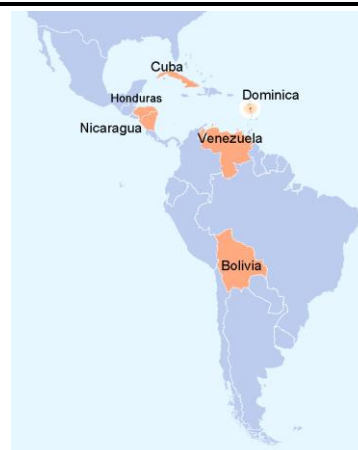 Cuba
Dominica
Honduras
Nicaragua
Venezuela
Bolivia